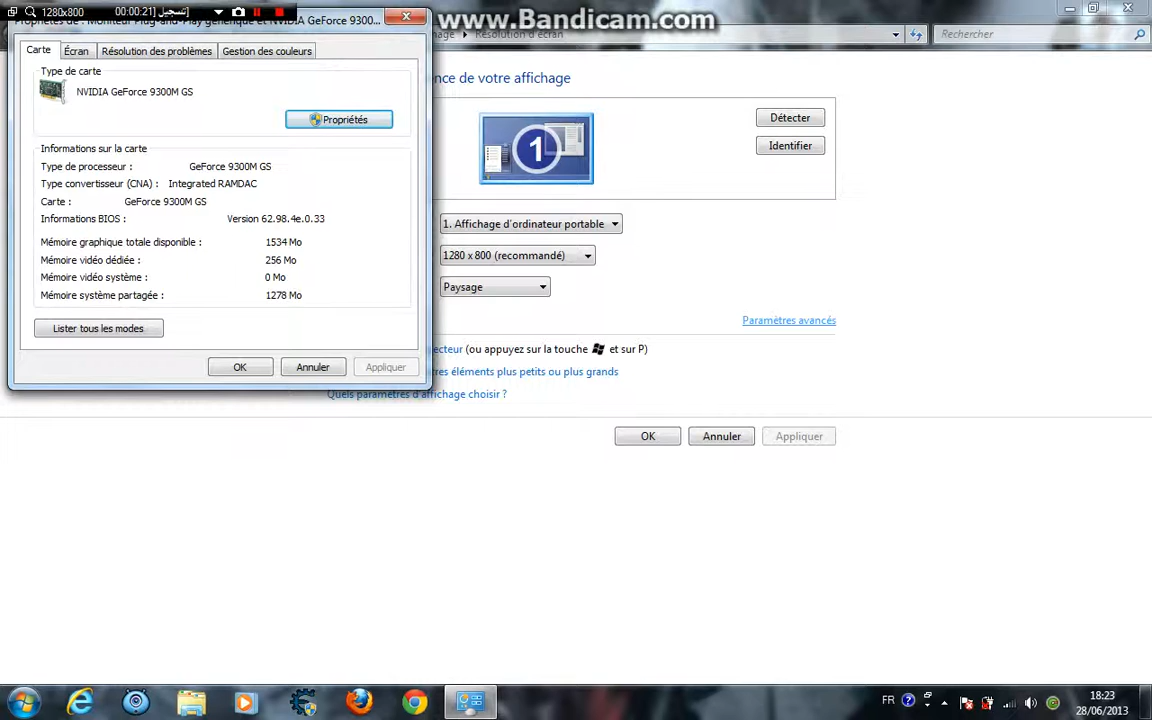 1280x800 00:00:21 [تسجيل]
www.Bandicam.com
Propriétés de : Moniteur Plug-and-Play générique et NVIDIA GeForce 9300...
Résolution d'écran
Rechercher
Carte Écran Résolution des problèmes Gestion des couleurs
Type de carte
NVIDIA GeForce 9300M GS
Propriétés
Informations sur la carte
Type de processeur : GeForce 9300M GS
Type convertisseur (CNA) : Integrated RAMDAC
Carte : GeForce 9300M GS
Informations BIOS : Version 62.98.4e.0.33
Mémoire graphique totale disponible : 1534 Mo
Mémoire vidéo dédiée : 256 Mo
Mémoire vidéo système : 0 Mo
Mémoire système partagée : 1278 Mo
Lister tous les modes
OK Annuler Appliquer
nce de votre affichage
1
Détecter
Identifier
1. Affichage d'ordinateur portable
1280 x 800 (recommandé)
Paysage
Paramètres avancés
ecteur (ou appuyez sur la touche et sur P)
res éléments plus petits ou plus grands
Quels paramètres d'affichage choisir ?
OK Annuler Appliquer
FR
18:23
28/06/2013